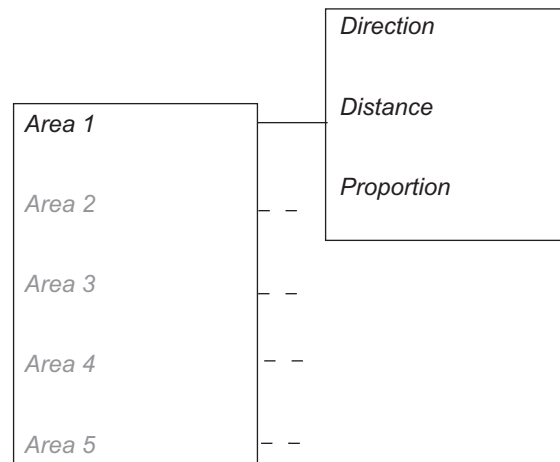 Direction
Distance
Proportion
Area 1
Area 2
Area 3
Area 4
Area 5